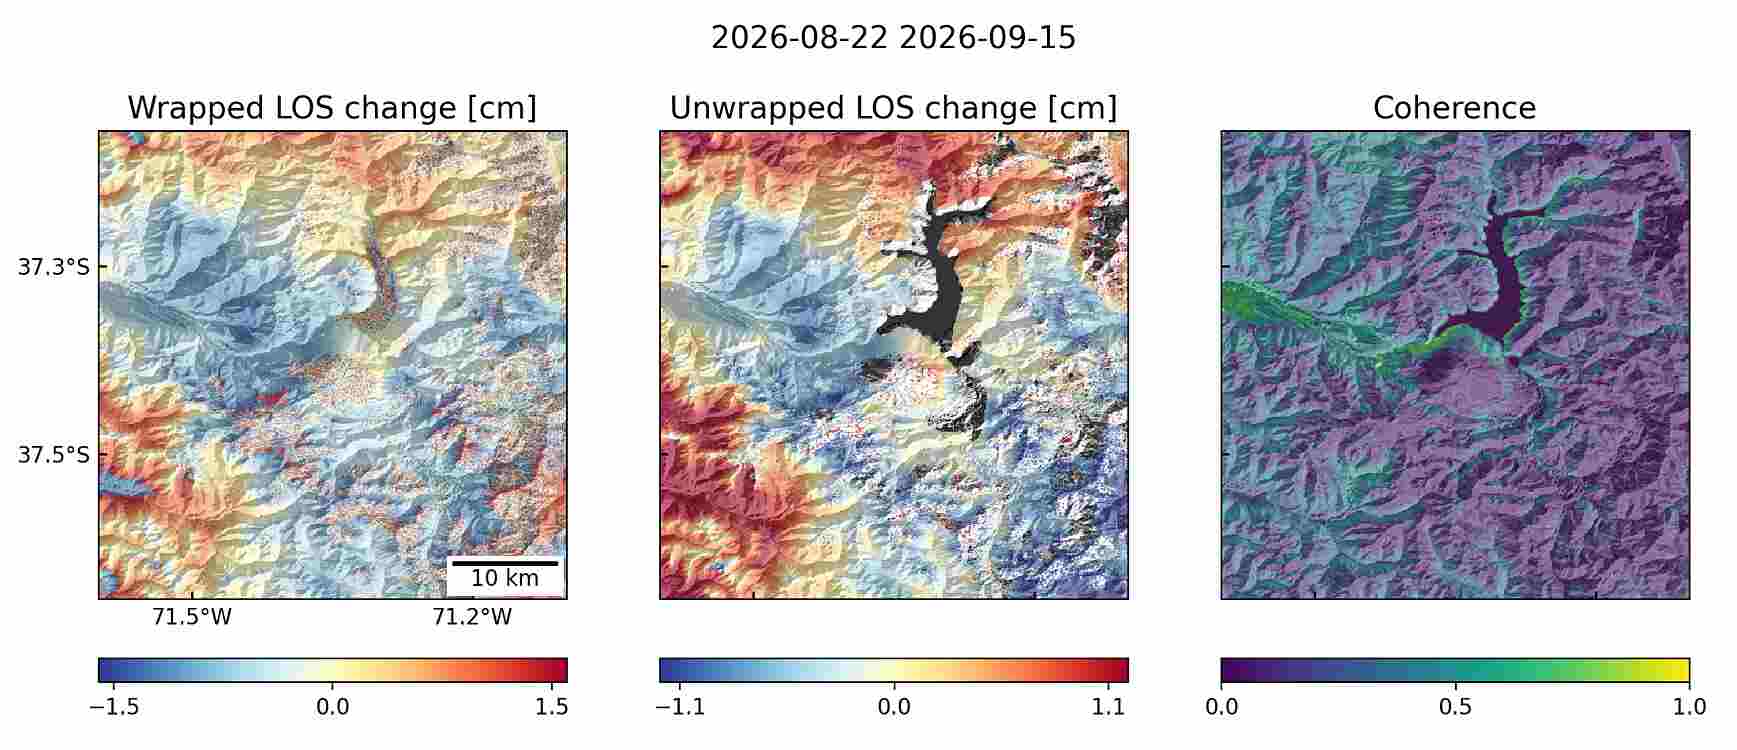 2026-08-22 2026-09-15
Wrapped LOS change [cm]
Unwrapped LOS change [cm]
Coherence
37.3°S
37.5°S
10 km
71.5°W
71.2°W
−1.5
0.0
1.5
−1.1
0.0
1.1
0.0
0.5
1.0